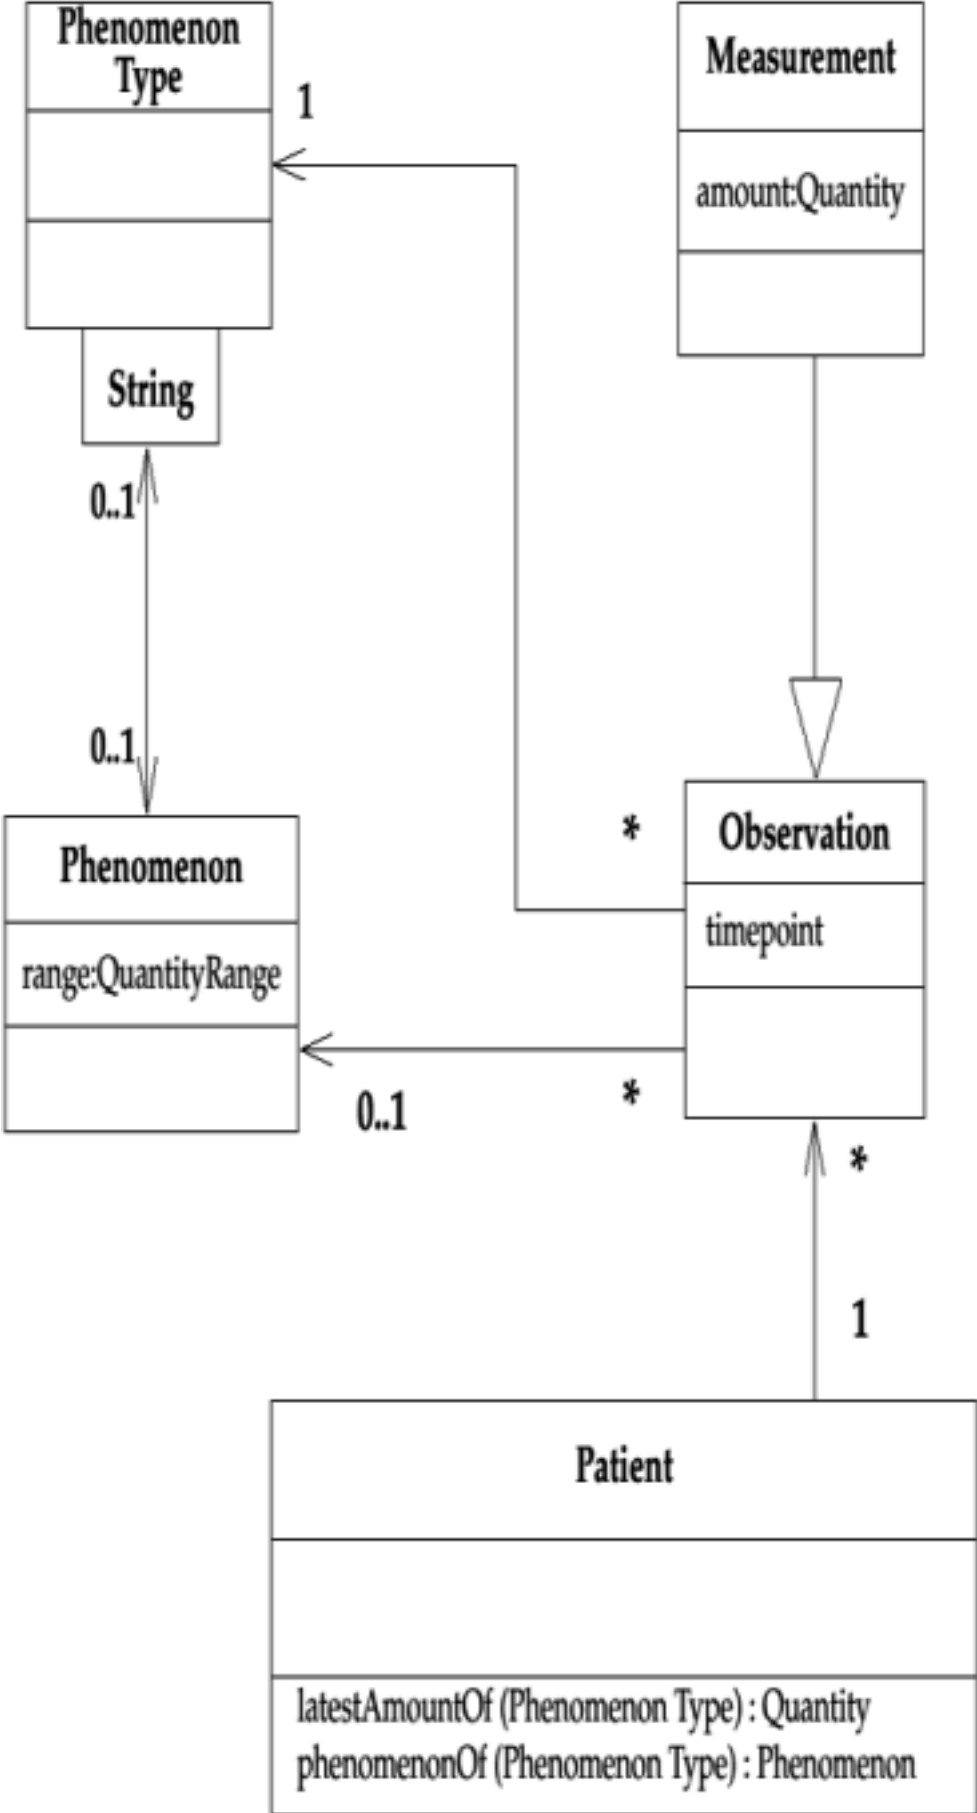 Phenomenon
Type
1
Measurement
amount:Quantity
String
0..1
0..1
*
Observation
timepoint
Phenomenon
range:QuantityRange
0..1
*
*
1
Patient
latestAmountOf (Phenomenon Type) : Quantity
phenomenonOf (Phenomenon Type) : Phenomenon